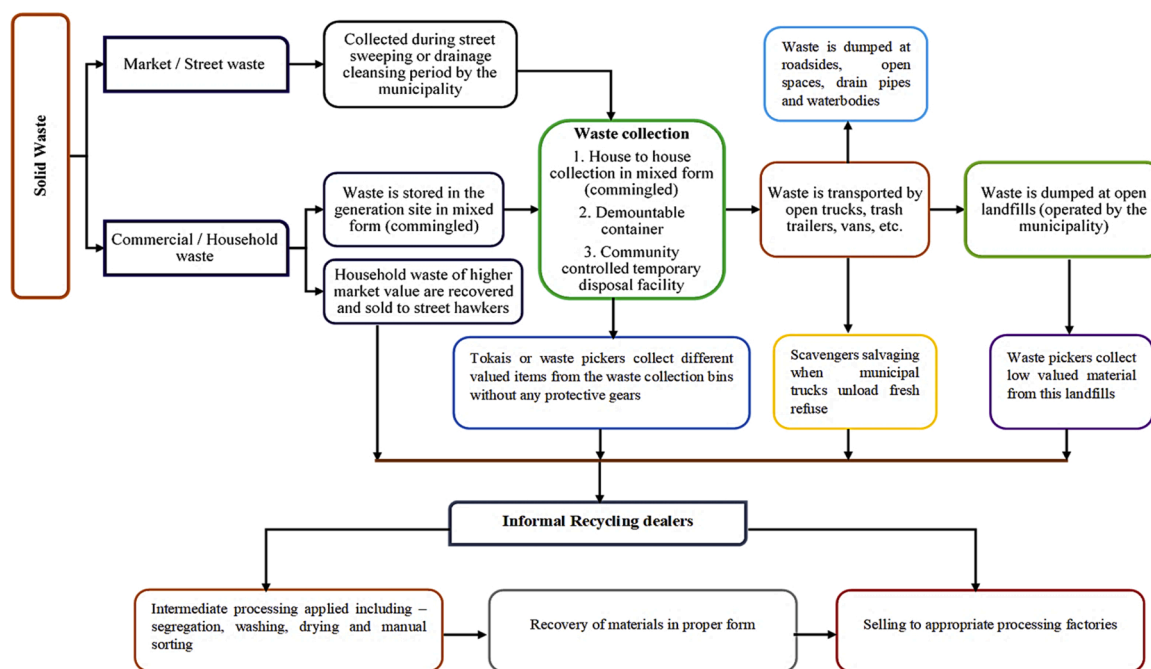 Solid Waste
Market / Street waste
Collected during street
sweeping or drainage
cleansing period by the
municipality
Commercial / Household
waste
Waste is stored in the
generation site in mixed
form (commingled)
Household waste of higher
market value are recovered
and sold to street hawkers
Waste collection
1. House to house
collection in mixed form
(commingled)
2. Demountable
container
3. Community
controlled temporary
disposal facility
Waste is dumped at
roadsides, open
spaces, drain pipes
and waterbodies
Waste is transported by
open trucks, trash
trailers, vans, etc.
Waste is dumped at open
landfills (operated by the
municipality)
Tokais or waste pickers collect different
valued items from the waste collection bins
without any protective gears
Scavengers salvaging
when municipal
trucks unload fresh
refuse
Waste pickers collect
low valued material
from this landfills
Informal Recycling dealers
Intermediate processing applied including –
segregation, washing, drying and manual
sorting
Recovery of materials in proper form
Selling to appropriate processing factories